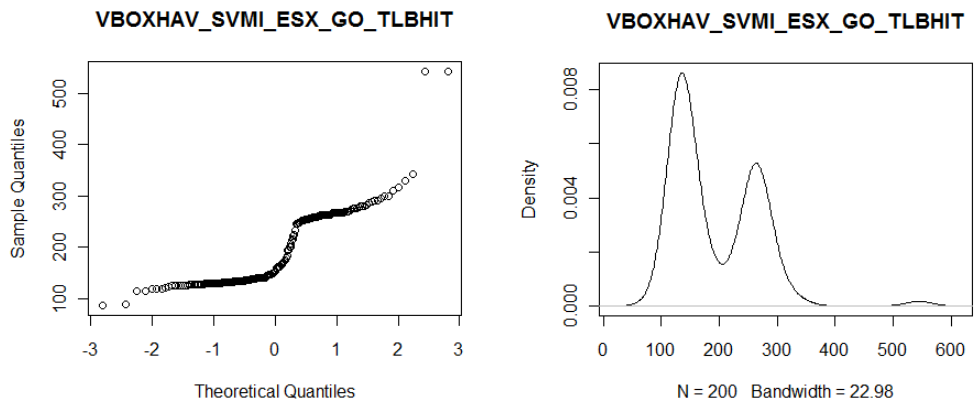 VBOXHAV_SVMI_ESX_GO_TLBHIT
Sample Quantiles
500
400
300
200
100
-3 -2 -1 0 1 2 3
Theoretical Quantiles
VBOXHAV_SVMI_ESX_GO_TLBHIT
Density
0.008
0.004
0.000
0 100 200 300 400 500 600
N = 200 Bandwidth = 22.98